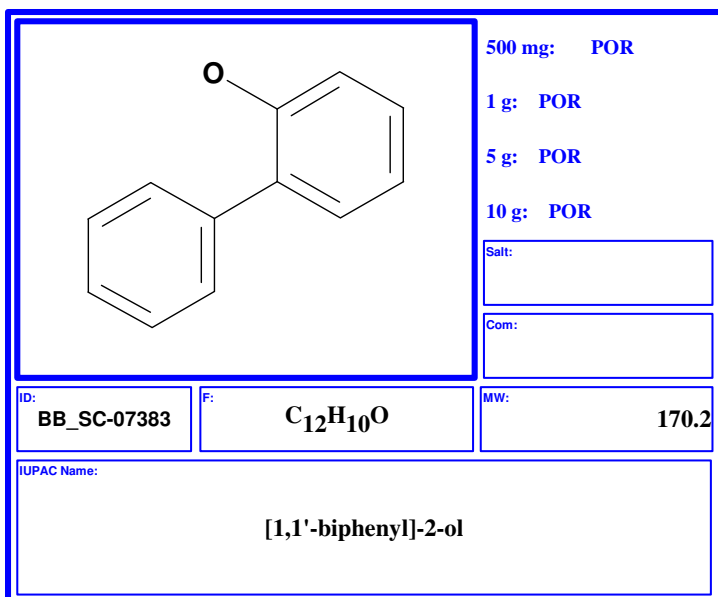 O
500 mg: POR
1 g: POR
5 g: POR
10 g: POR
Salt:
Com:
ID:
BB_SC-07383
F:
C12H10O
MW:
170.2
IUPAC Name:
[1,1'-biphenyl]-2-ol